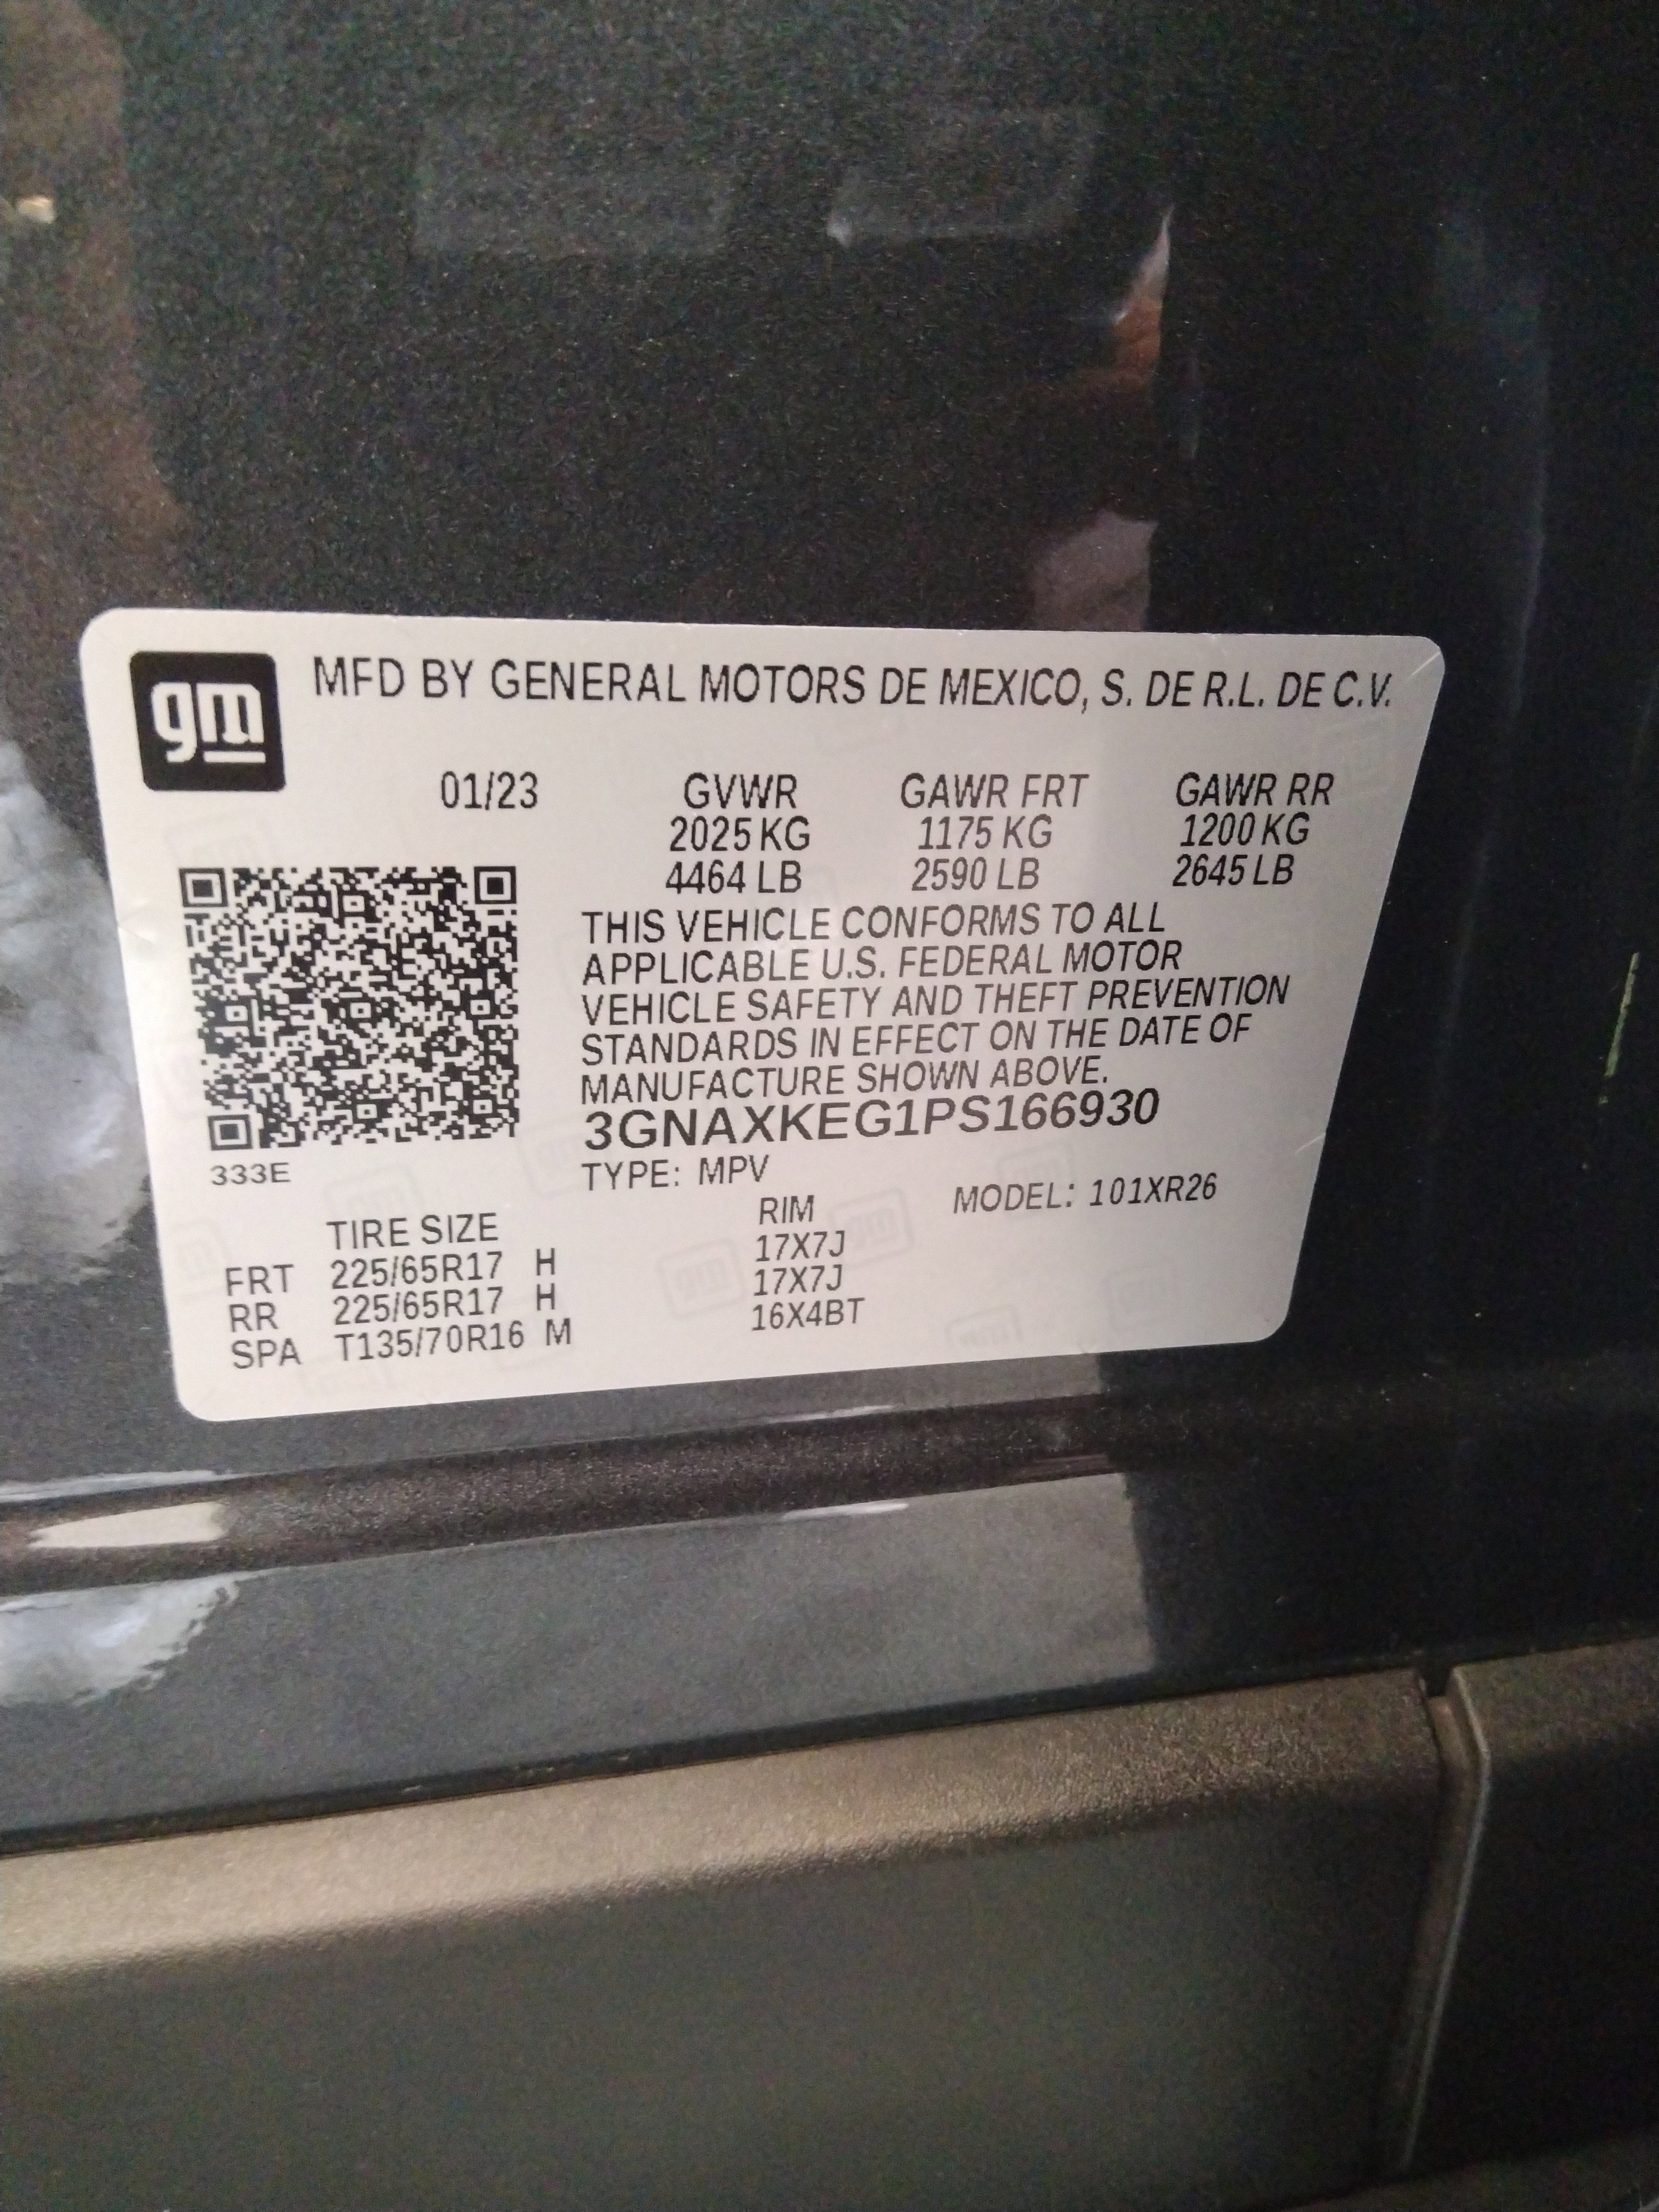 gm
MFD BY GENERAL MOTORS DE MEXICO, S. DE R.L. DE C.V.
01/23 GVWR GAWR FRT GAWR RR
2025 KG 1175 KG 1200 KG
4464 LB 2590 LB 2645 LB
THIS VEHICLE CONFORMS TO ALL
APPLICABLE U.S. FEDERAL MOTOR
VEHICLE SAFETY AND THEFT PREVENTION
STANDARDS IN EFFECT ON THE DATE OF
MANUFACTURE SHOWN ABOVE.
3GNAXKEG1PS166930
333E
TYPE: MPV MODEL: 101XR26
TIRE SIZE RIM
FRT 225/65R17 H 17X7J
RR 225/65R17 H 17X7J
SPA T135/70R16 M 16X4BT